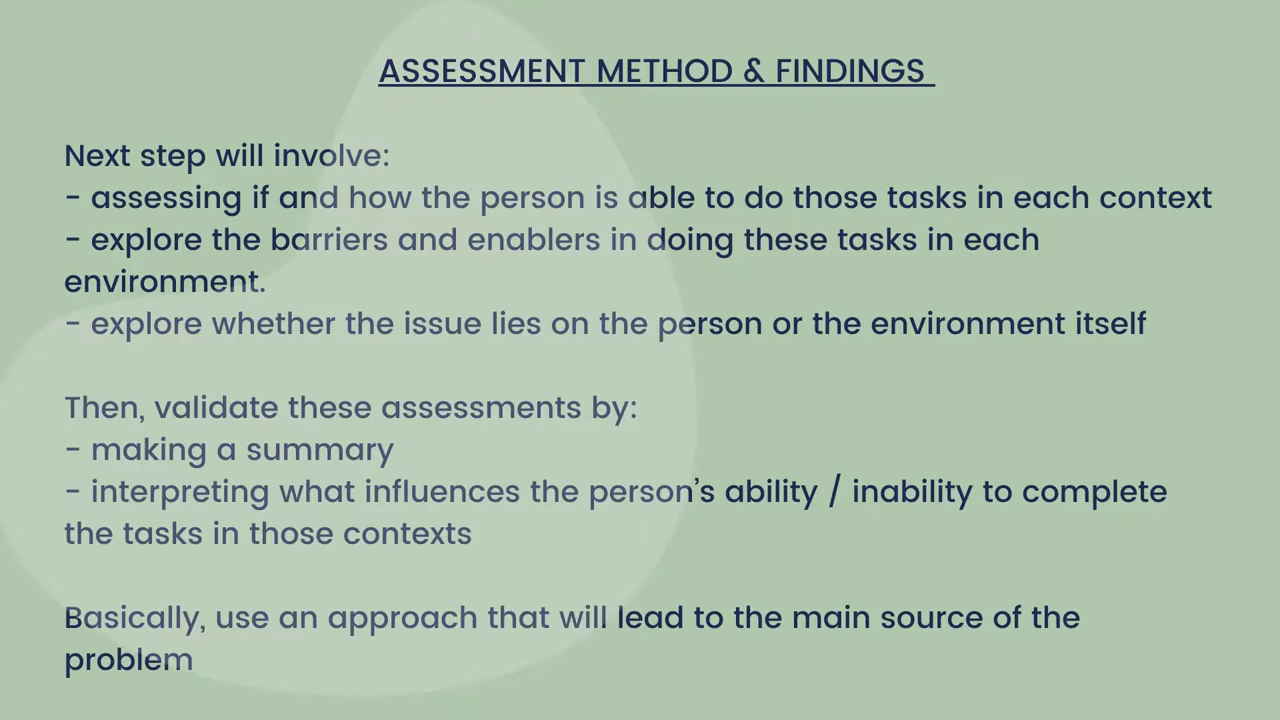 ASSESSMENT METHOD & FINDINGS
Next step will involve:
- assessing if and how the person is able to do those tasks in each context
- explore the barriers and enablers in doing these tasks in each
environment.
- explore whether the issue lies on the person or the environment itself
Then, validate these assessments by:
- making a summary
- interpreting what influences the person’s ability / inability to complete
the tasks in those contexts
Basically, use an approach that will lead to the main source of the
problem